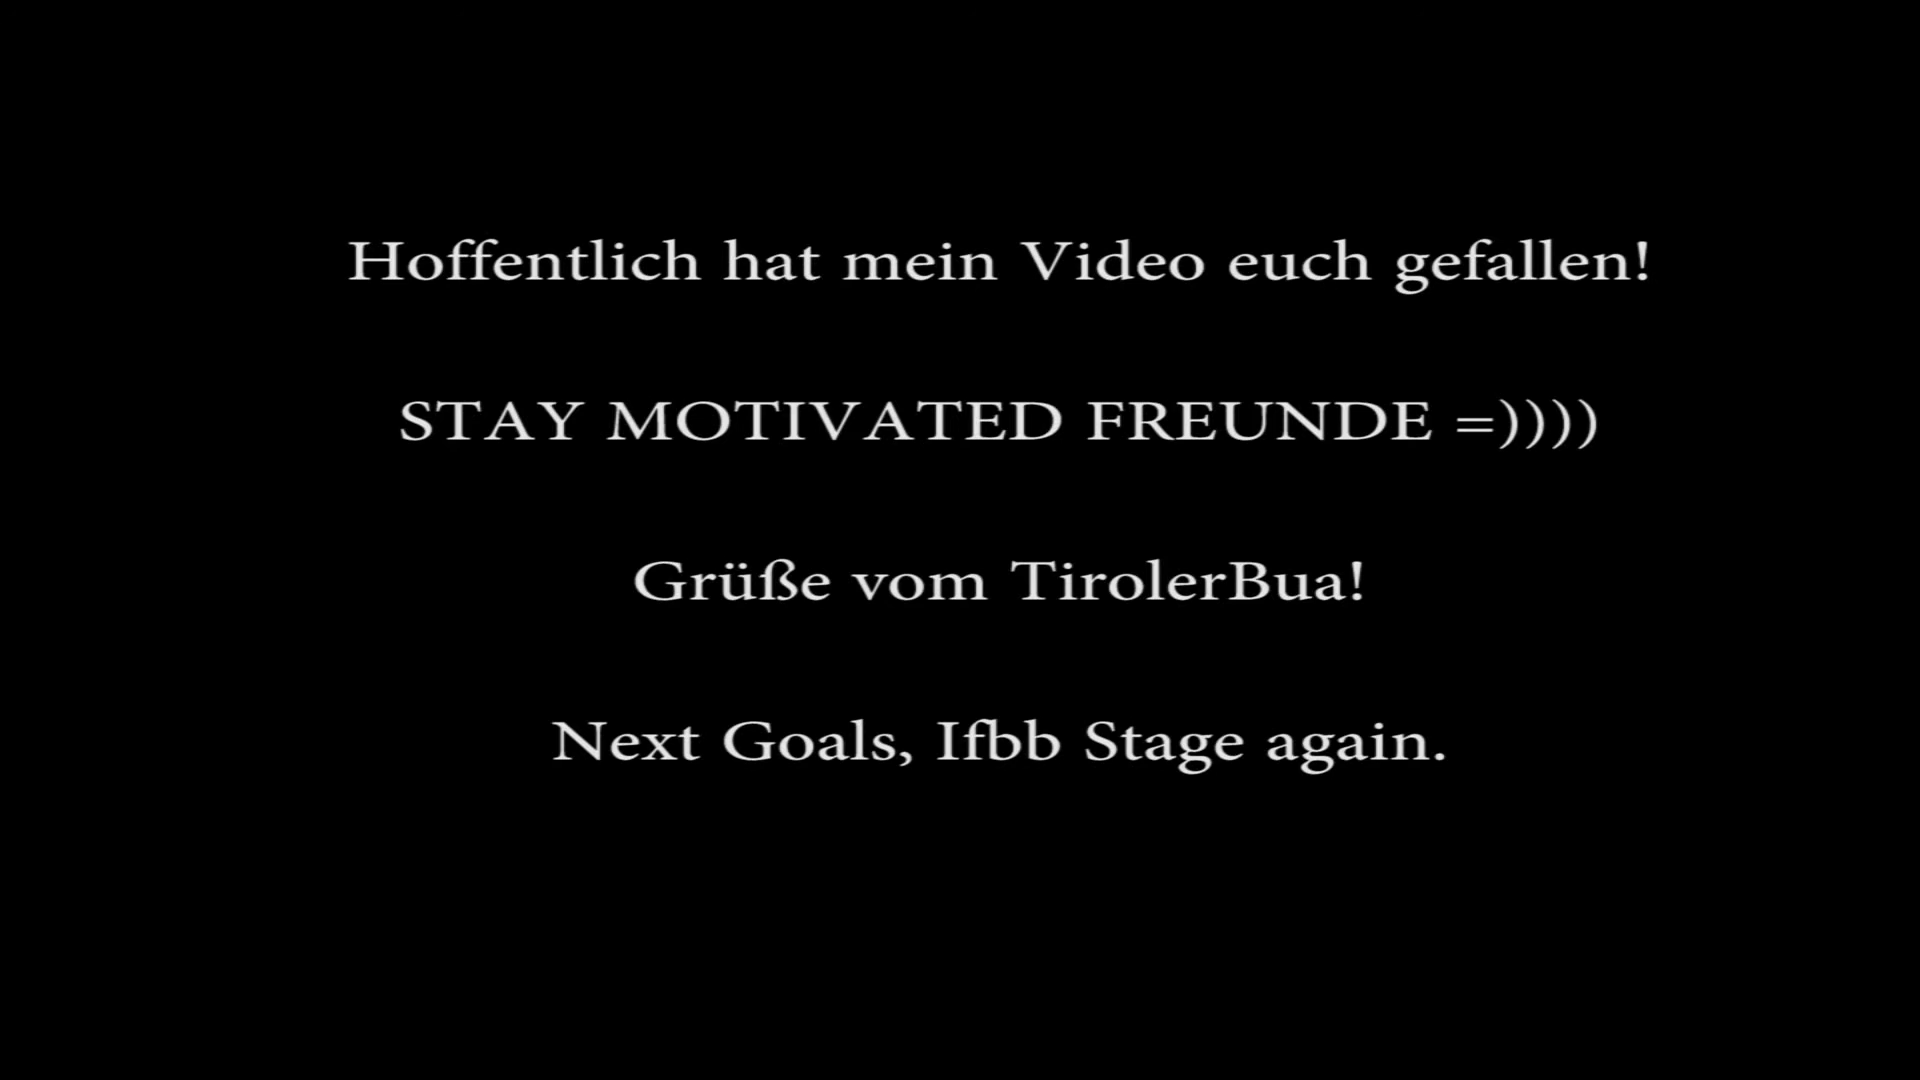 Hoffentlich hat mein Video euch gefallen!
STAY MOTIVATED FREUNDE =))))
Grüße vom TirolerBua!
Next Goals, Ifbb Stage again.